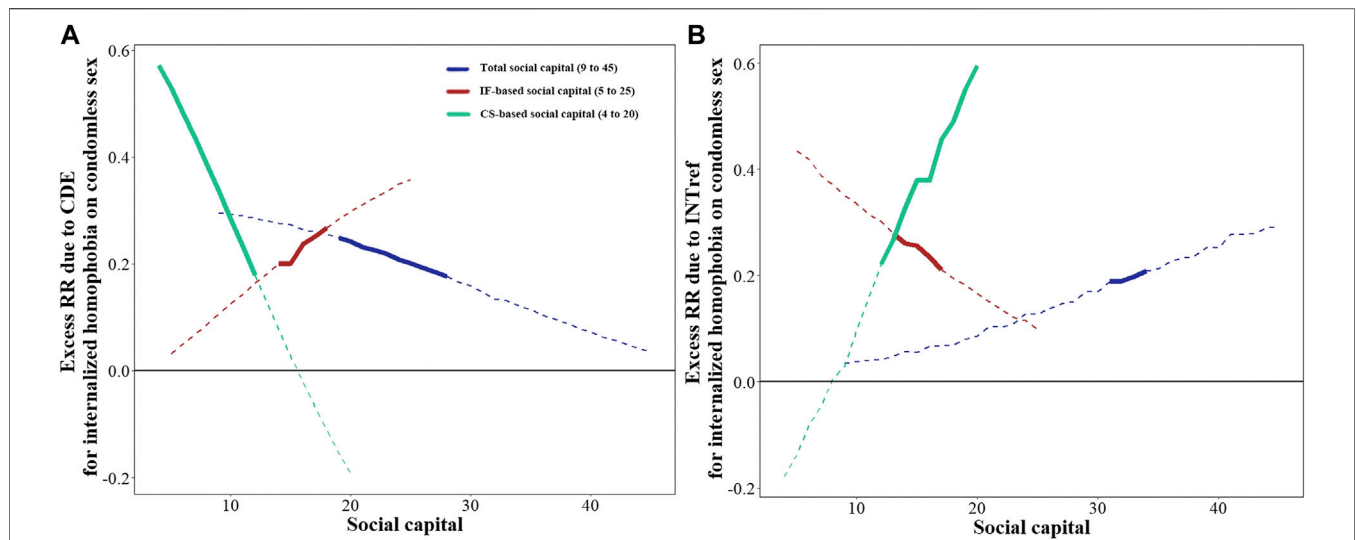 A
Excess RR due to CDE
for internalized homophobia on condomless sex
0.6
0.4
0.2
0.0
-0.2
Total social capital (9 to 45)
IF-based social capital (5 to 25)
CS-based social capital (4 to 20)
10
20
30
40
Social capital
B
Excess RR due to INTref
for internalized homophobia on condomless sex
0.6
0.4
0.2
0.0
-0.2
10
20
30
40
Social capital